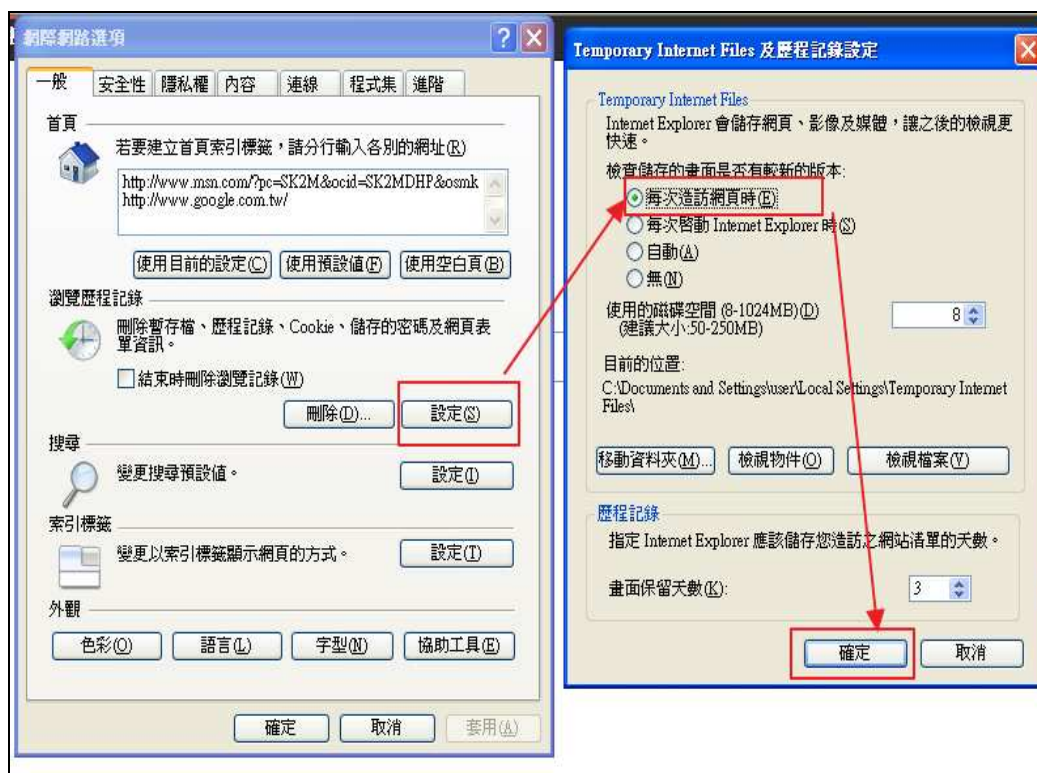 網際網路選項
一般 安全性 隱私權 內容 連線 程式集 進階
首頁
若要建立首頁索引標籤，請分行輸入各別的網址(R)
http://www.msn.com/?pc=SK2M&ocid=SK2MDHP&osmk
http://www.google.com.tw/
使用目前的設定(C) 使用預設值(F) 使用空白頁(B)
瀏覽歷程記錄
刪除暫存檔、歷程記錄、Cookie、儲存的密碼及網頁表
單資訊。
結束時刪除瀏覽記錄(W)
刪除(D)... 設定(S)
搜尋
變更搜尋預設值。 設定(I)
索引標籤
變更以索引標籤顯示網頁的方式。 設定(T)
外觀
色彩(O) 語言(L) 字型(N) 協助工具(E)
確定 取消 套用(A)
Temporary Internet Files 及歷程記錄設定
Temporary Internet Files
Internet Explorer 會儲存網頁、影像及媒體，讓之後的檢視更
快速。
檢查儲存的畫面是否有較新的版本:
每次造訪網頁時(E)
每次啓動 Internet Explorer 時(S)
自動(A)
無(N)
使用的磁碟空間 (8-1024MB)(D) 8
(建議大小:50-250MB)
目前的位置:
C:\Documents and Settings\user\Local Settings\Temporary Internet
Files\
移動資料夾(M)... 檢視物件(O) 檢視檔案(V)
歷程記錄
指定 Internet Explorer 應該儲存您造訪之網站清單的天數。
畫面保留天數(K): 3
確定 取消